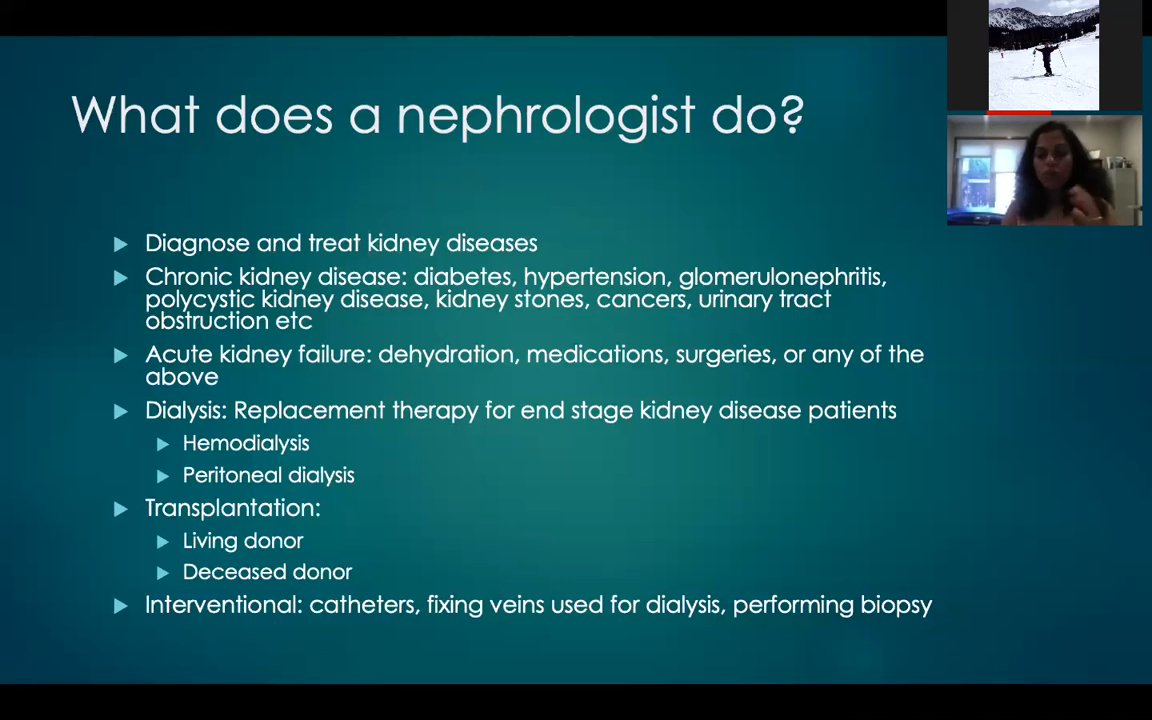 What does a nephrologist do?
Diagnose and treat kidney diseases
Chronic kidney disease: diabetes, hypertension, glomerulonephritis,
polycystic kidney disease, kidney stones, cancers, urinary tract
obstruction etc
Acute kidney failure: dehydration, medications, surgeries, or any of the
above
Dialysis: Replacement therapy for end stage kidney disease patients
Hemodialysis
Peritoneal dialysis
Transplantation:
Living donor
Deceased donor
Interventional: catheters, fixing veins used for dialysis, performing biopsy